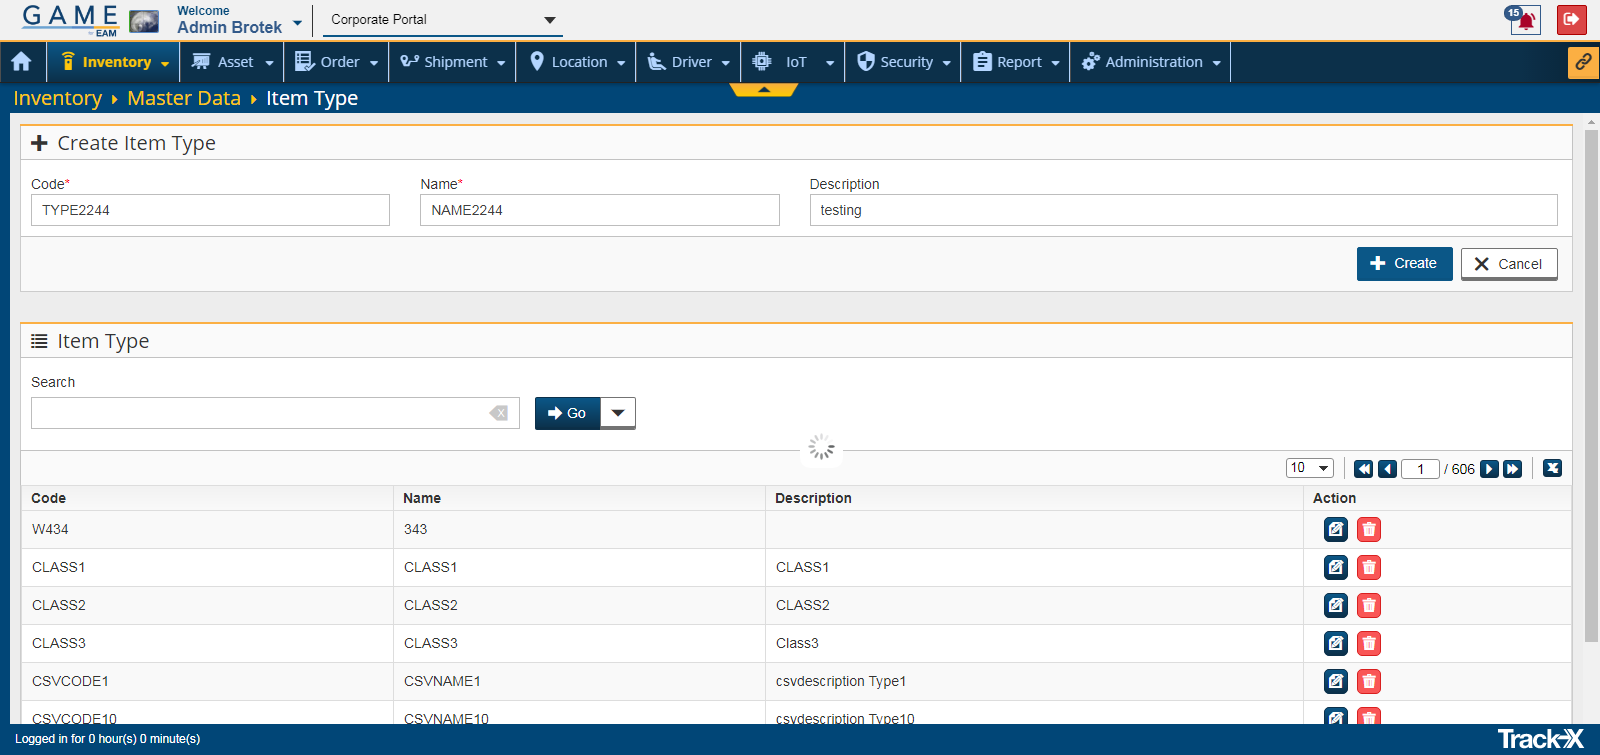 GAME
by EAM
Welcome
Admin Brotek
Corporate Portal
15
Inventory
Asset
Order
Shipment
Location
Driver
IoT
Security
Report
Administration
Inventory Master Data Item Type
Create Item Type
Code*
Name*
Description
TYPE2244
NAME2244
testing
Create
Cancel
Item Type
Search
X
Go
10
1 / 606
Code Name Description Action
W434 343
CLASS1 CLASS1 CLASS1
CLASS2 CLASS2 CLASS2
CLASS3 CLASS3 Class3
CSVCODE1 CSVNAME1 csvdescription Type1
CSVCODE10 CSVNAME10 csvdescription Type10
Logged in for 0 hour(s) 0 minute(s)
Track-X